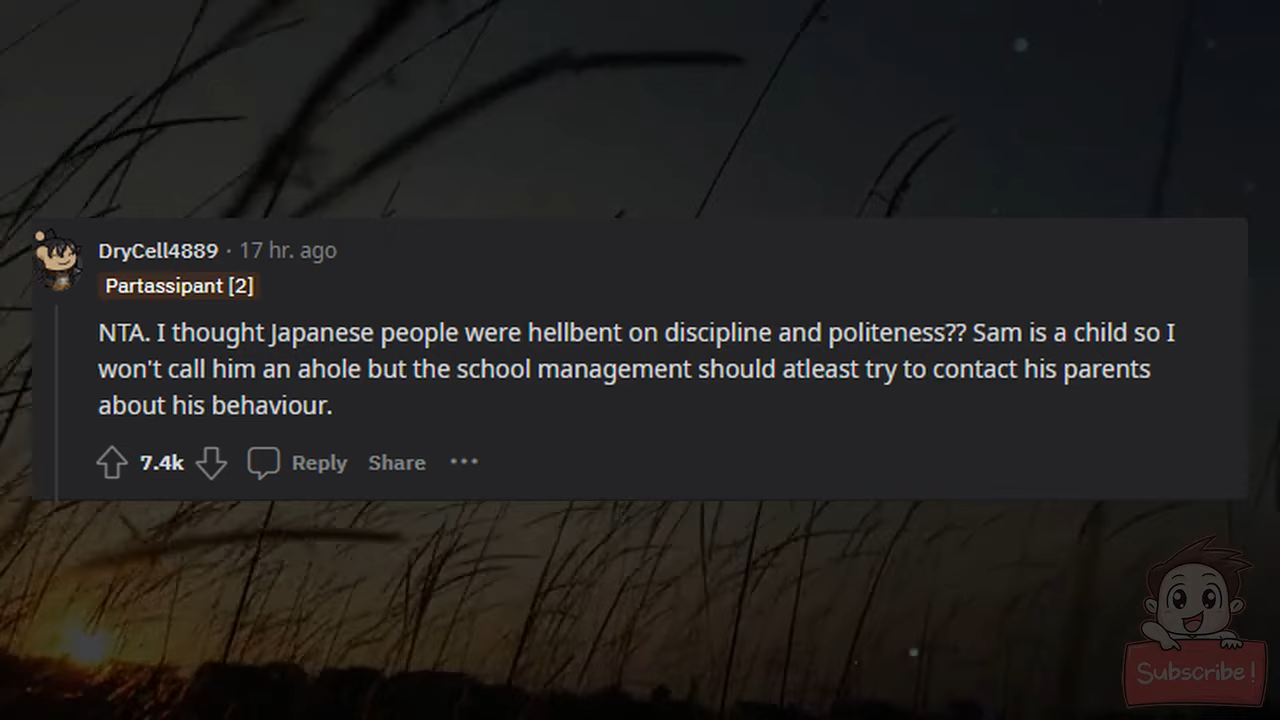 DryCell4889 · 17 hr. ago
Partassipant [2]
NTA. I thought Japanese people were hellbent on discipline and politeness?? Sam is a child so I
won't call him an ahole but the school management should atleast try to contact his parents
about his behaviour.
7.4k Reply Share ···
Subscribe!